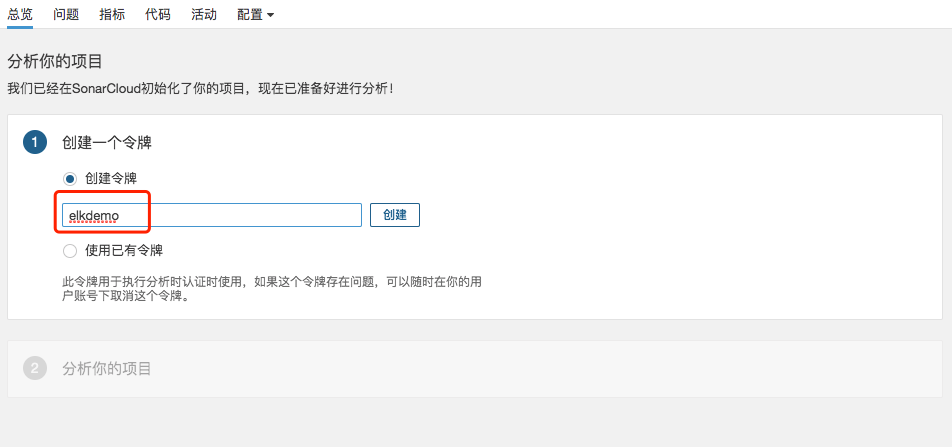 总览 问题 指标 代码 活动 配置
分析你的项目
我们已经在SonarCloud初始化了你的项目，现在已准备好进行分析！
1 创建一个令牌
创建令牌
elkdemo 创建
使用已有令牌
此令牌用于执行分析时认证时使用，如果这个令牌存在问题，可以随时在你的用
户账号下取消这个令牌。
2 分析你的项目